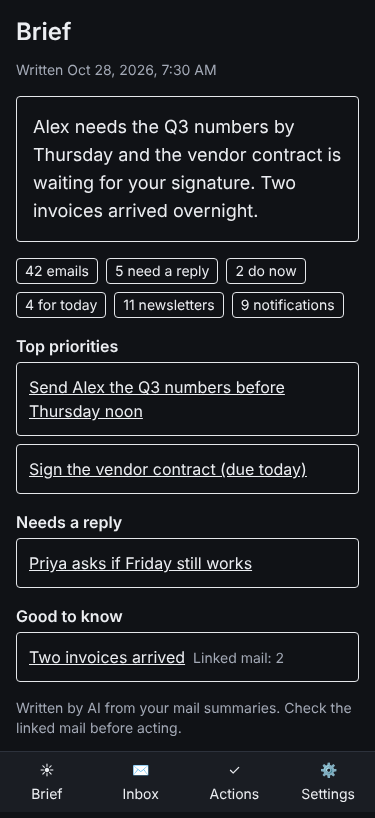 Brief
Written Oct 28, 2026, 7:30 AM
Alex needs the Q3 numbers by
Thursday and the vendor contract is
waiting for your signature. Two
invoices arrived overnight.
42 emails 5 need a reply 2 do now
4 for today 11 newsletters 9 notifications
Top priorities
Send Alex the Q3 numbers before
Thursday noon
Sign the vendor contract (due today)
Needs a reply
Priya asks if Friday still works
Good to know
Two invoices arrived Linked mail: 2
Written by AI from your mail summaries. Check the
linked mail before acting.
Brief Inbox Actions Settings